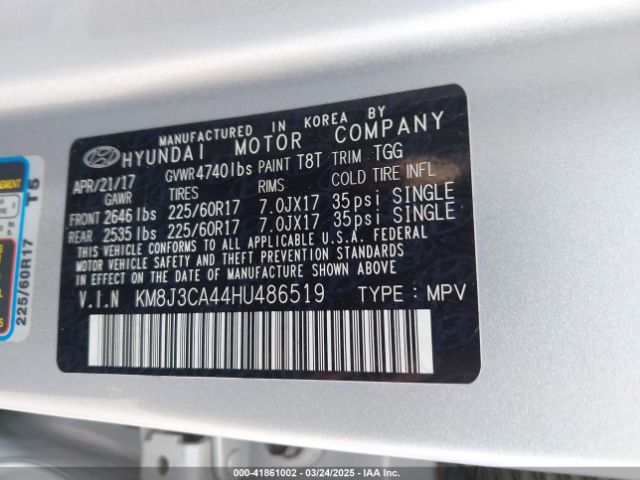 MANUFACTURED IN KOREA BY
HYUNDAI MOTOR COMPANY
APR/21/17 GVWR4740lbs PAINT T8T TRIM TGG
GAWR TIRES RIMS COLD TIRE INFL
FRONT 2646 lbs 225/60R17 7.0JX17 35psi SINGLE
REAR 2535 lbs 225/60R17 7.0JX17 35psi SINGLE
THIS VEHICLE CONFORMS TO ALL APPLICABLE U.S.A. FEDERAL
MOTOR VEHICLE SAFETY AND THEFT PREVENTION STANDARDS
IN EFFECT ON THE DATE OF MANUFACTURE SHOWN ABOVE.
V.I.N KM8J3CA44HU486519 TYPE : MPV
225/60R17 T5
000-41861002 - 03/24/2025 - IAA Inc.